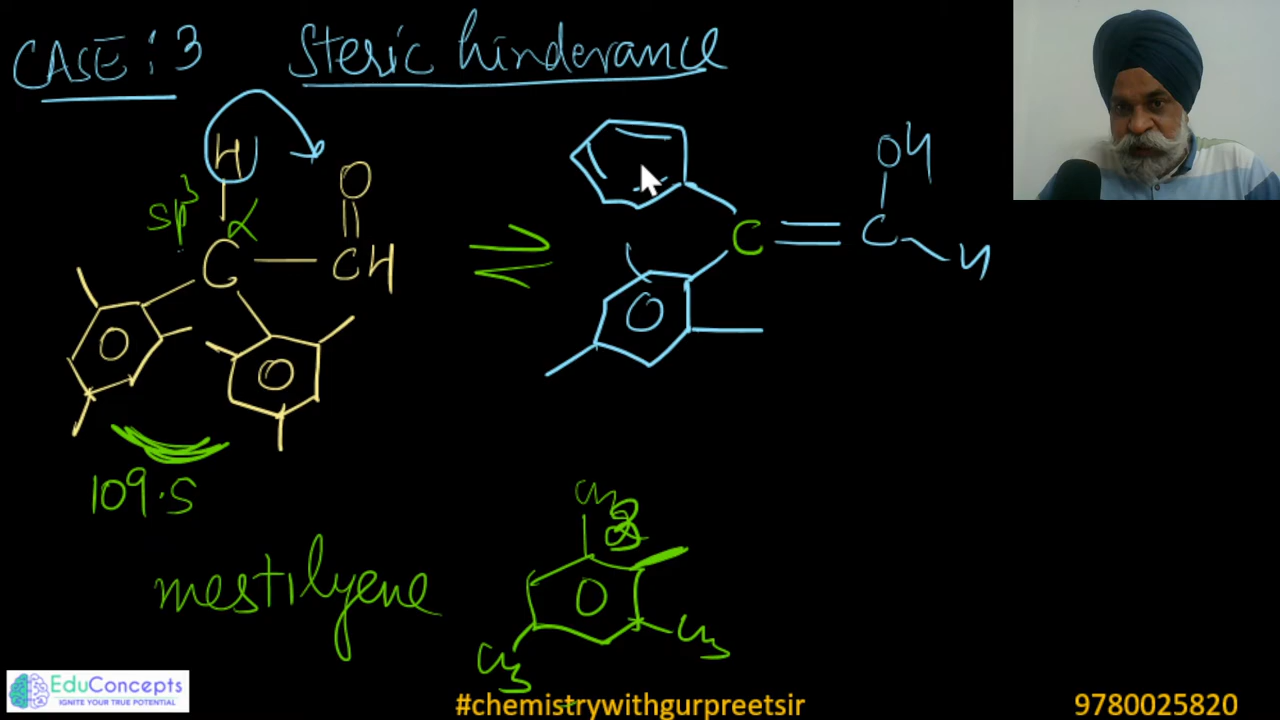 CASE : 3 Steric hinderance
H
O
OH
sp³ α
C — CH
C = C
H
109.5
CH3
2
mestilyene
CH3
CH3
EduConcepts
IGNITE YOUR TRUE POTENTIAL
#chemistrywithgurpreetsir
9780025820